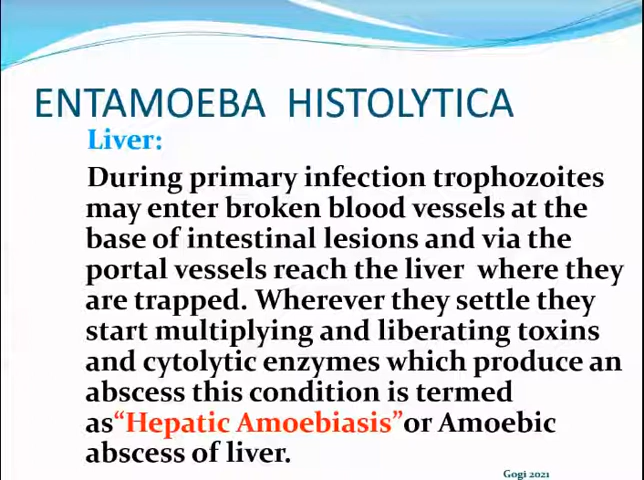 ENTAMOEBA HISTOLYTICA
Liver:
During primary infection trophozoites
may enter broken blood vessels at the
base of intestinal lesions and via the
portal vessels reach the liver where they
are trapped. Wherever they settle they
start multiplying and liberating toxins
and cytolytic enzymes which produce an
abscess this condition is termed
as“Hepatic Amoebiasis”or Amoebic
abscess of liver.
Gogi 2021